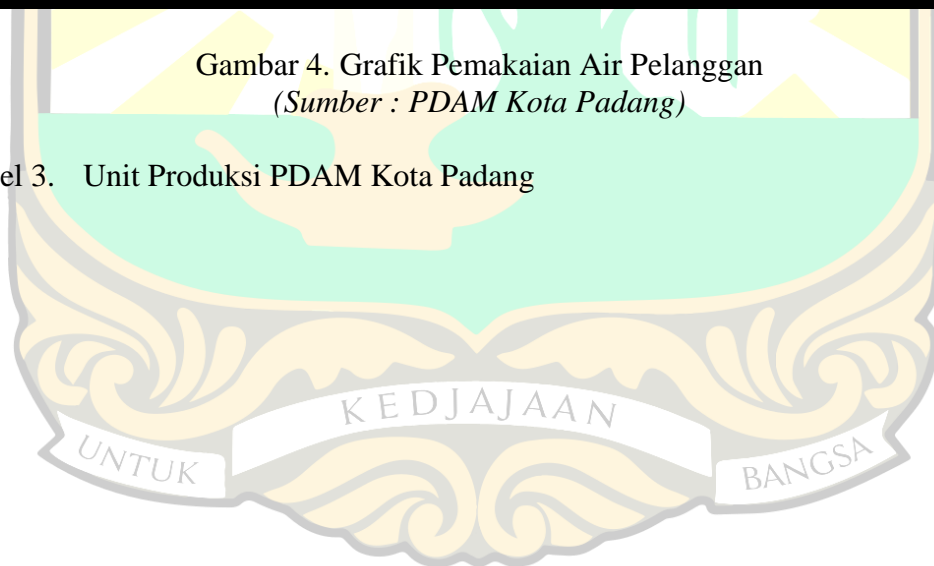 Gambar 4. Grafik Pemakaian Air Pelanggan
(Sumber : PDAM Kota Padang)
el 3. Unit Produksi PDAM Kota Padang
KEDJAJAAN
UNTUK BANGSA